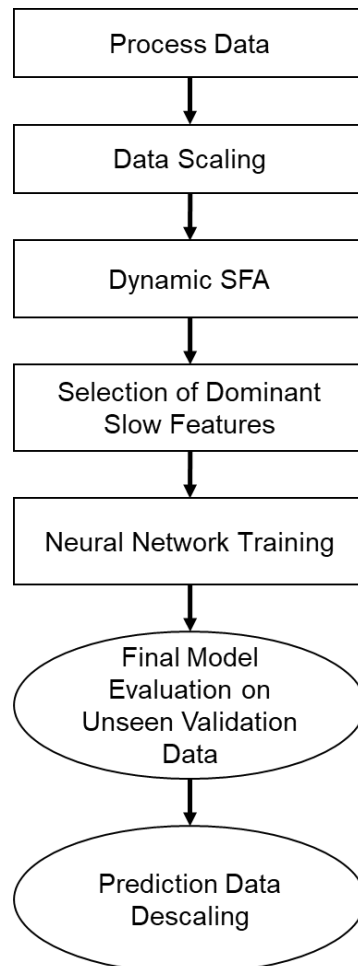 Process Data
Data Scaling
Dynamic SFA
Selection of Dominant
Slow Features
Neural Network Training
Final Model
Evaluation on
Unseen Validation
Data
Prediction Data
Descaling